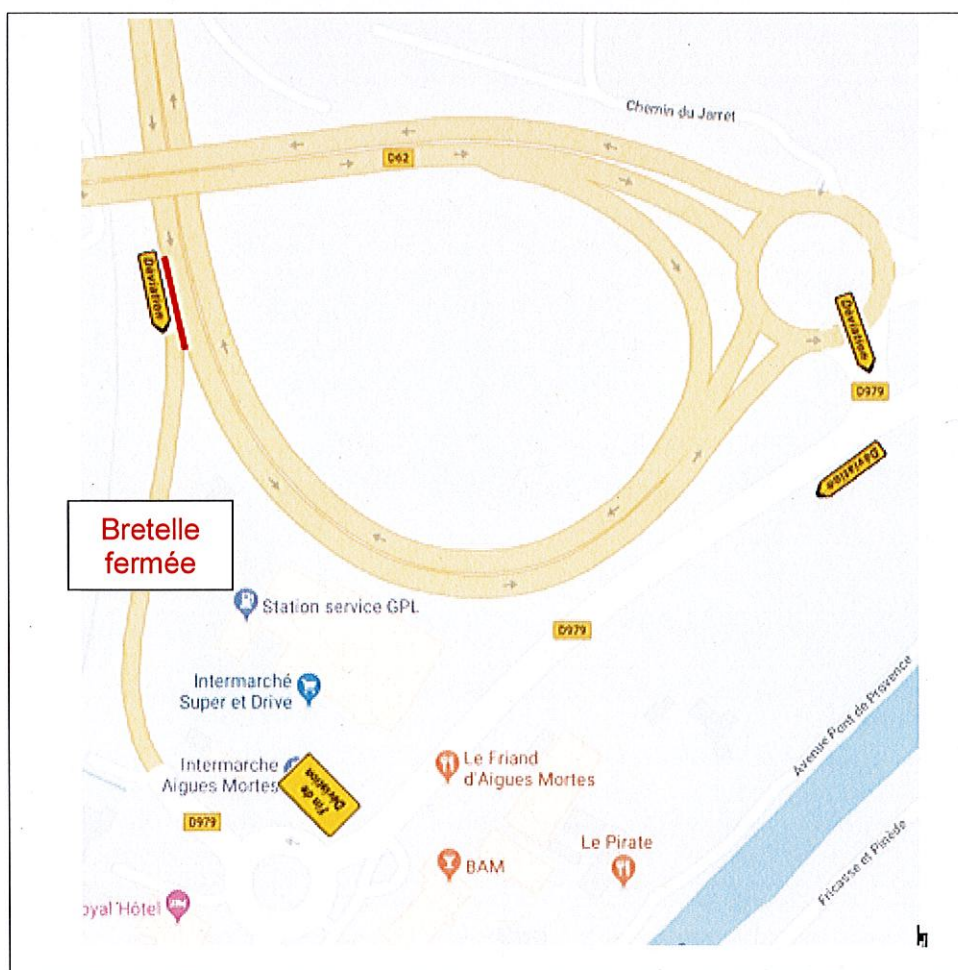 Chemin du Jarret
D62
Déviation
Déviation
D979
Déviation
Bretelle
fermée
Station service GPL
D979
Intermarché
Super et Drive
Avenue Pont de Provence
Intermarche
Aigues Mortes
Fin de
Déviation
Le Friand
d'Aigues Mortes
D979
Le Pirate
BAM
Fricasse et Pinède
oyal Hôtel